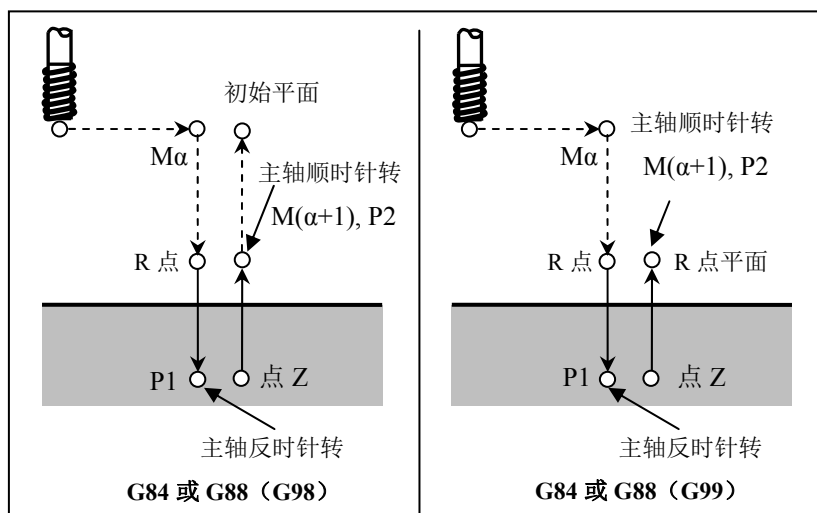 初始平面
Mα
主轴顺时针转
M(α+1), P2
R 点
P1
点 Z
主轴反时针转
G84 或 G88（G98）
主轴顺时针转
Mα
M(α+1), P2
R 点
R 点平面
P1
点 Z
主轴反时针转
G84 或 G88（G99）